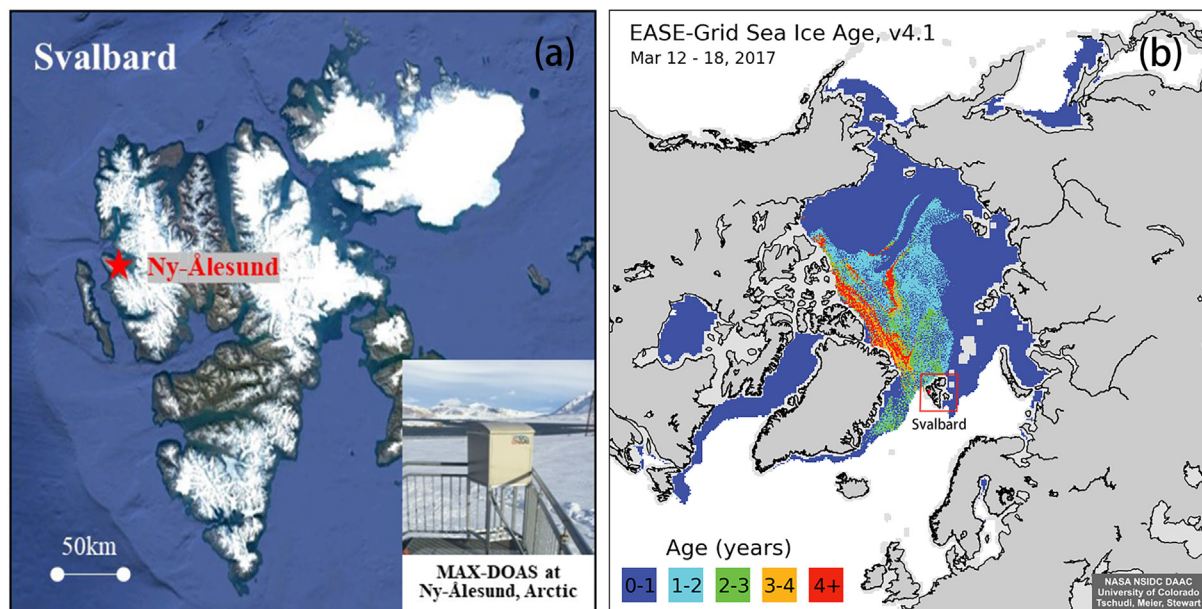 Svalbard
(a)
Ny-Ålesund
50km
MAX-DOAS at
Ny-Ålesund, Arctic
EASE-Grid Sea Ice Age, v4.1
Mar 12 - 18, 2017
(b)
Svalbard
Age (years)
0-1 1-2 2-3 3-4 4+
NASA NSIDC DAAC
University of Colorado
Tschudi, Meier, Stewart